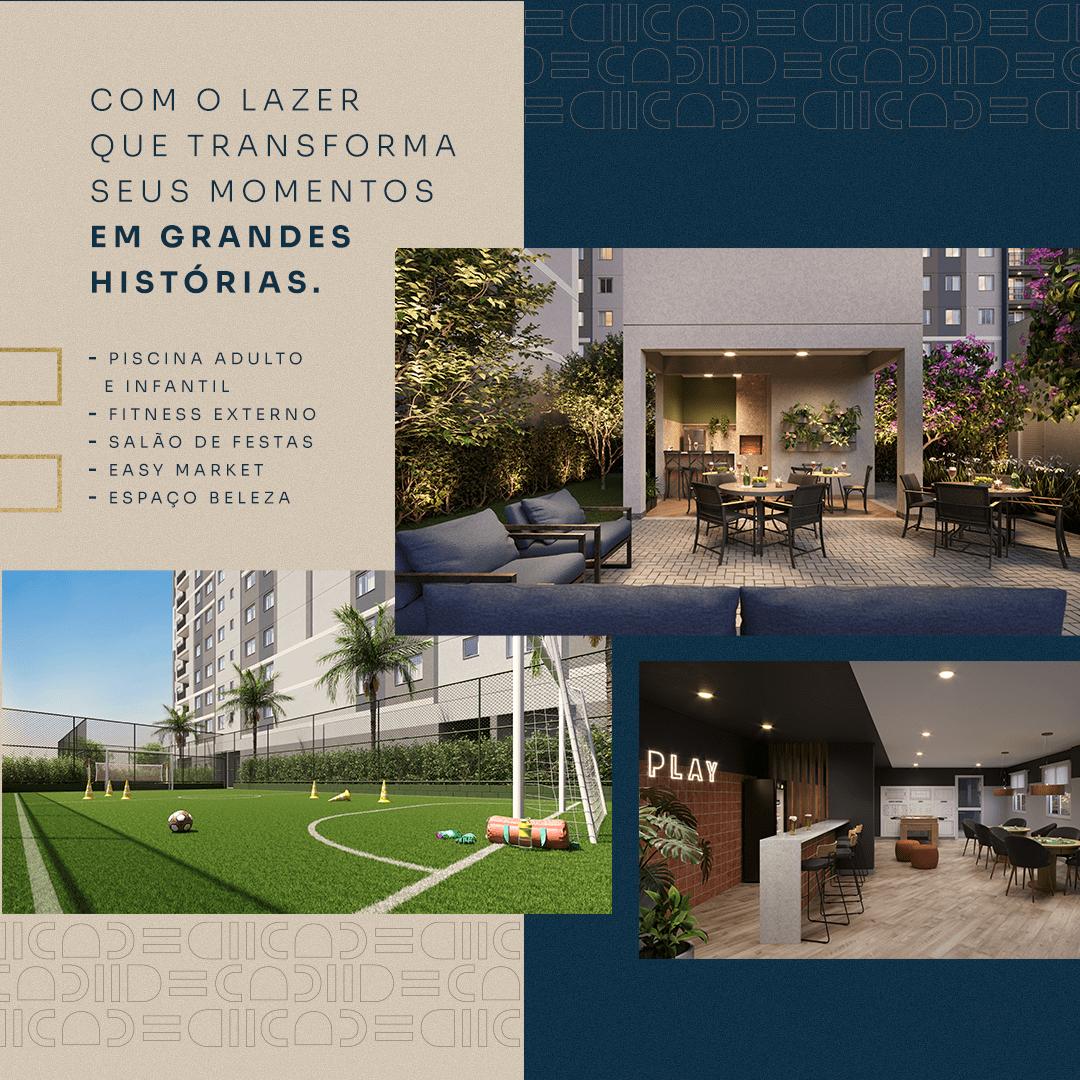 COM O LAZER
QUE TRANSFORMA
SEUS MOMENTOS
EM GRANDES
HISTÓRIAS.
- PISCINA ADULTO
E INFANTIL
- FITNESS EXTERNO
- SALÃO DE FESTAS
- EASY MARKET
- ESPAÇO BELEZA
PLAY